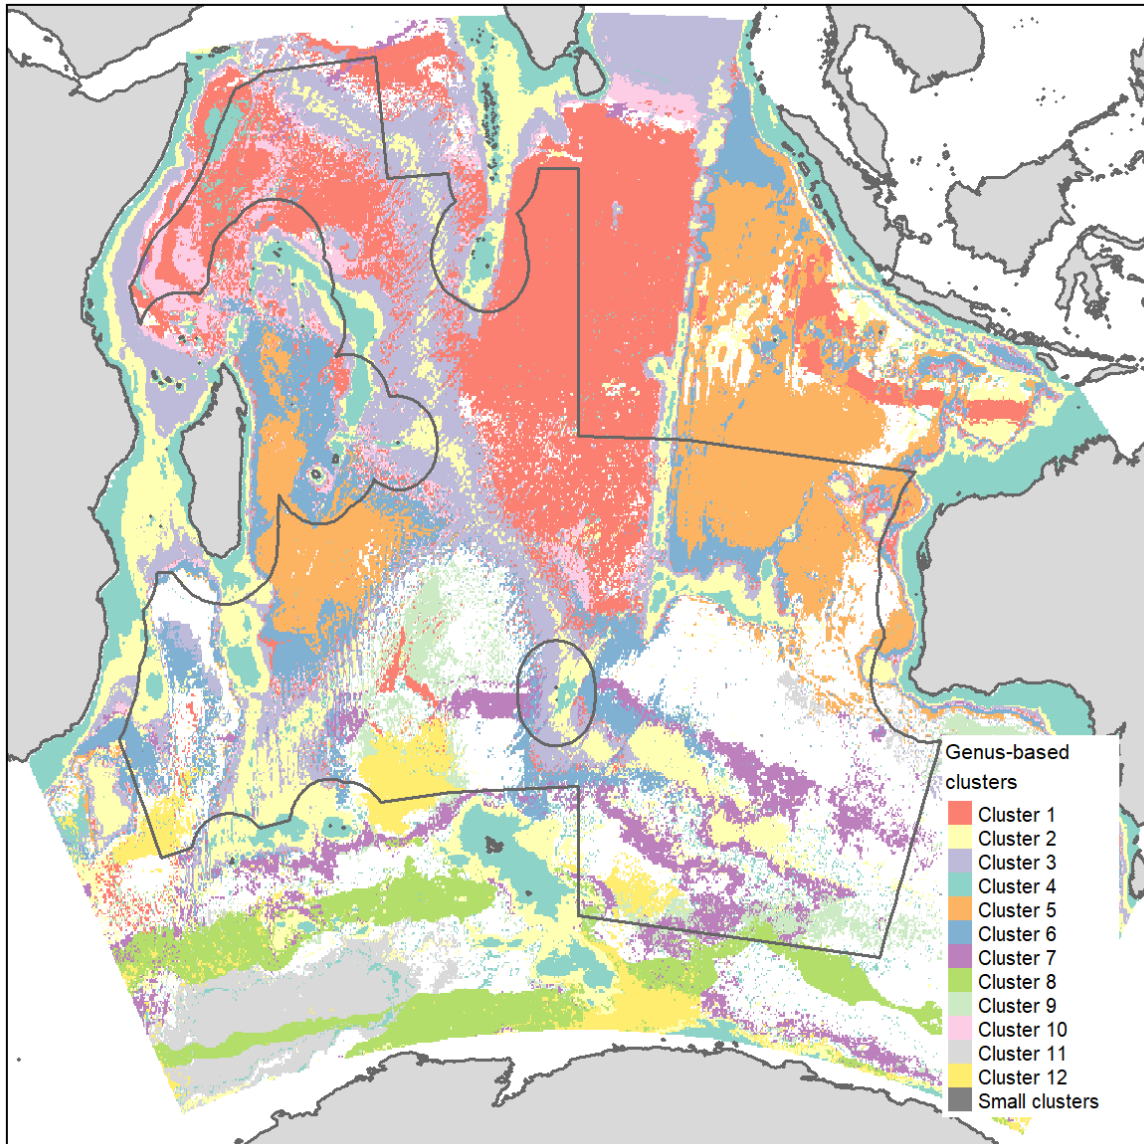 Genus-based
clusters
Cluster 1
Cluster 2
Cluster 3
Cluster 4
Cluster 5
Cluster 6
Cluster 7
Cluster 8
Cluster 9
Cluster 10
Cluster 11
Cluster 12
Small clusters